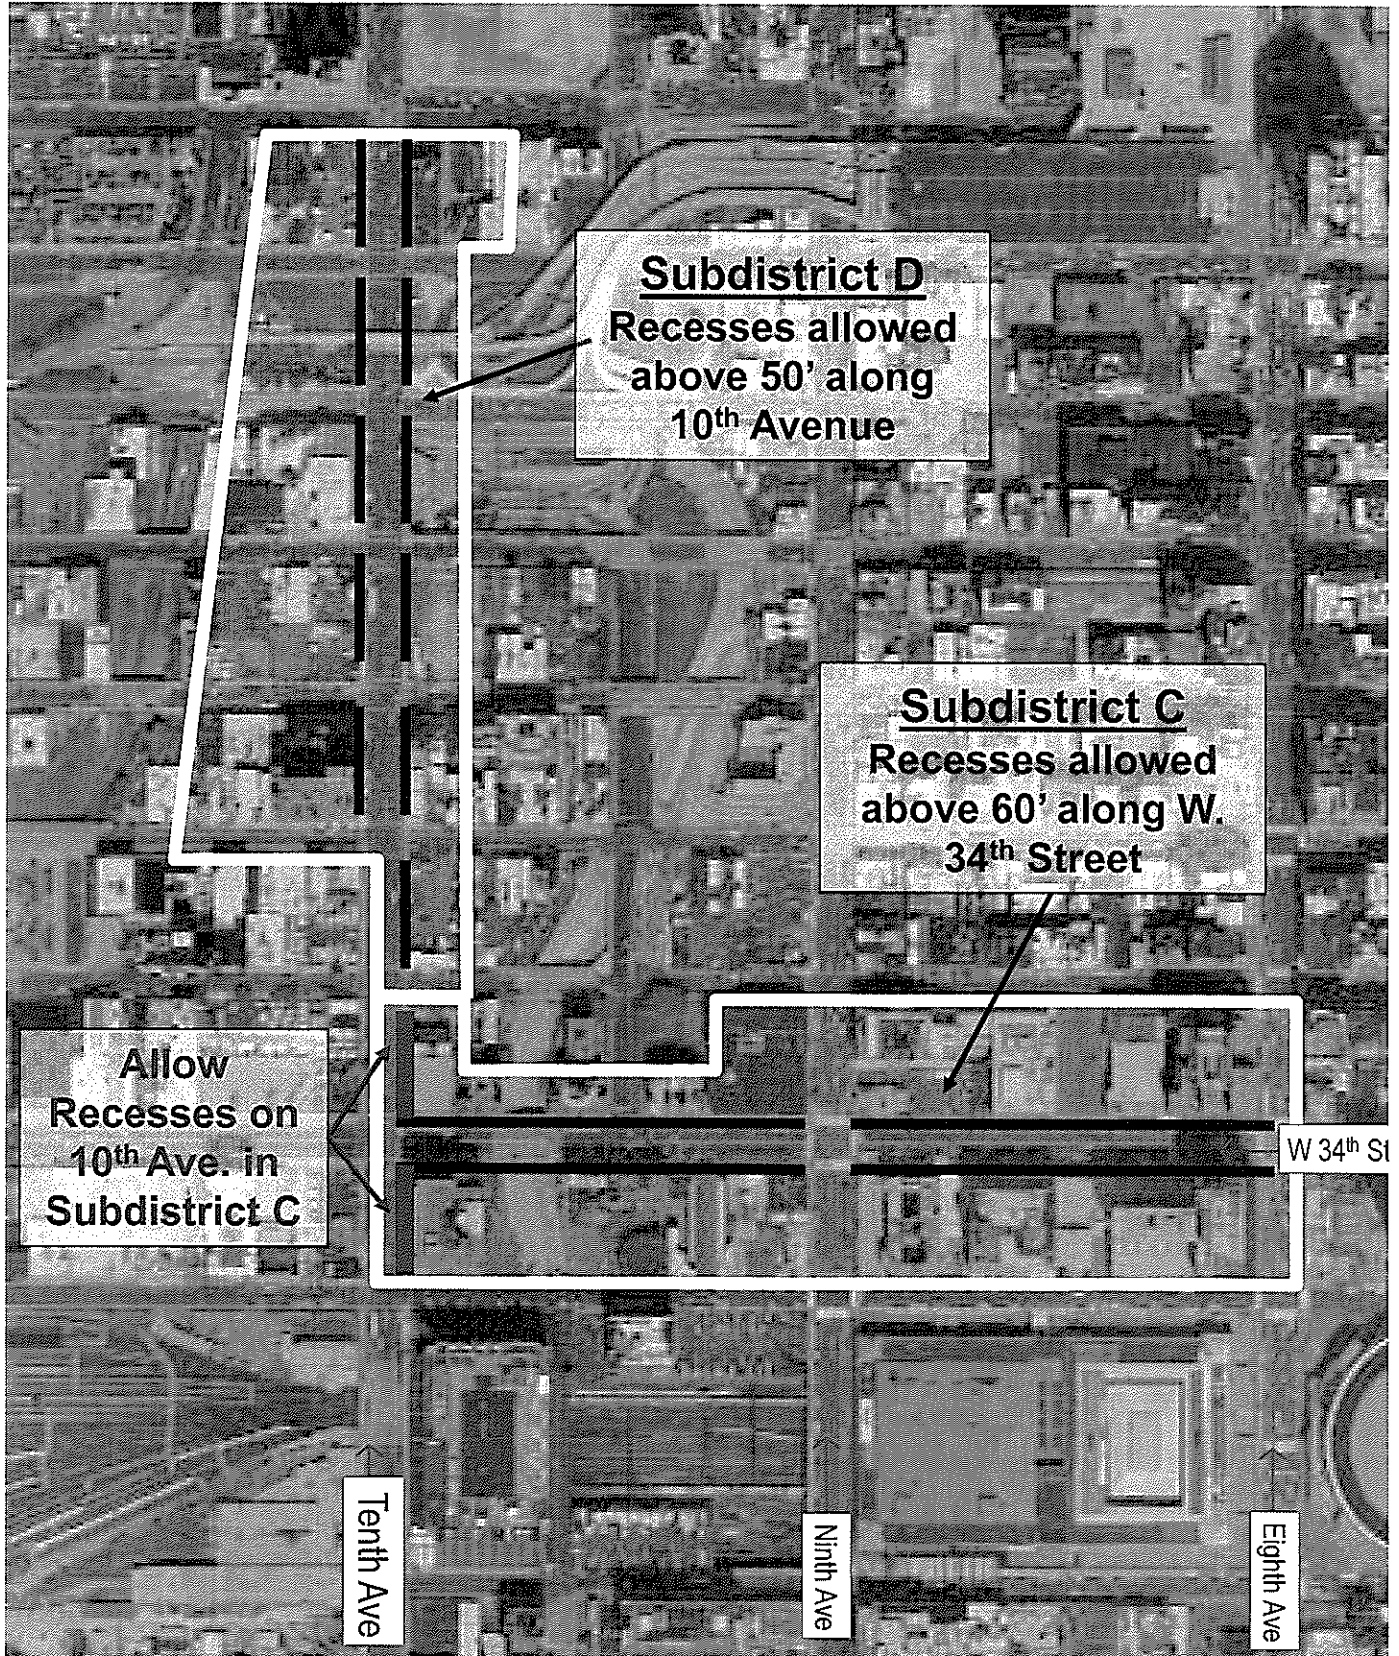 Subdistrict D
Recesses allowed
above 50' along
10th Avenue
Subdistrict C
Recesses allowed
above 60' along W.
34th Street
Allow
Recesses on
10th Ave. in
Subdistrict C
W 34th St
Tenth Ave
Ninth Ave
Eighth Ave